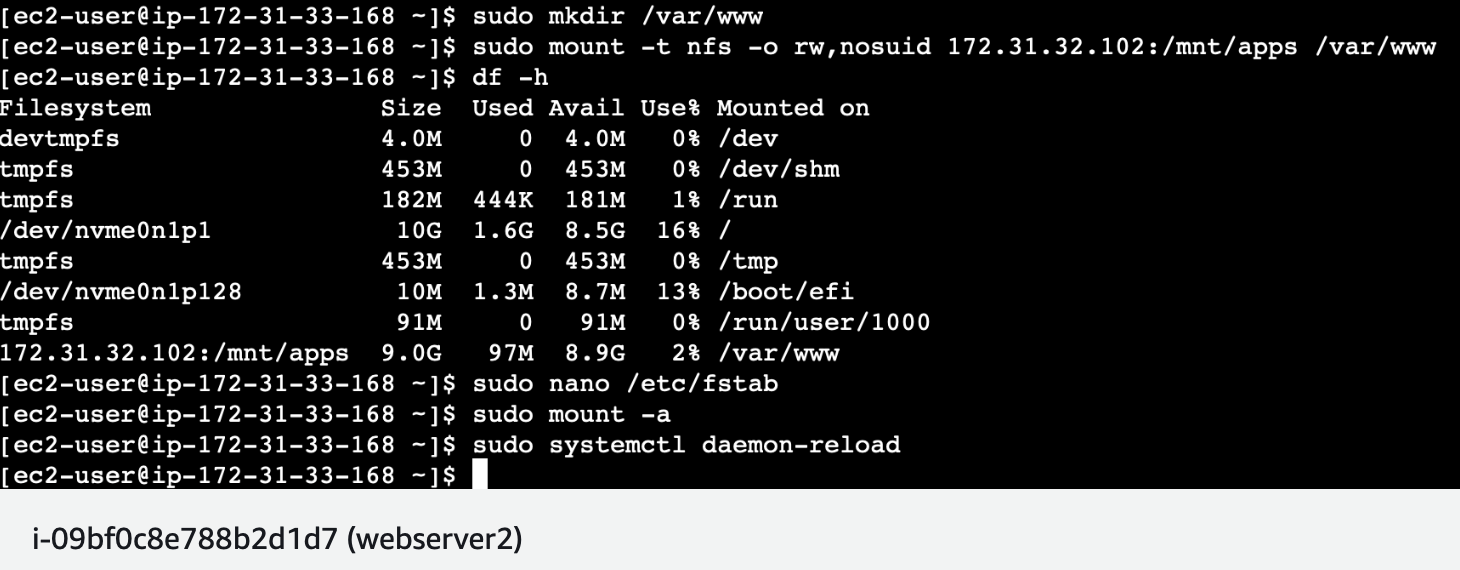 [ec2-user@ip-172-31-33-168 ~]$ sudo mkdir /var/www
[ec2-user@ip-172-31-33-168 ~]$ sudo mount -t nfs -o rw,nosuid 172.31.32.102:/mnt/apps /var/www
[ec2-user@ip-172-31-33-168 ~]$ df -h
Filesystem                Size  Used Avail Use% Mounted on
devtmpfs                  4.0M     0  4.0M   0% /dev
tmpfs                     453M     0  453M   0% /dev/shm
tmpfs                     182M  444K  181M   1% /run
/dev/nvme0n1p1             10G  1.6G  8.5G  16% /
tmpfs                     453M     0  453M   0% /tmp
/dev/nvme0n1p128           10M  1.3M  8.7M  13% /boot/efi
tmpfs                      91M     0   91M   0% /run/user/1000
172.31.32.102:/mnt/apps  9.0G   97M  8.9G   2% /var/www
[ec2-user@ip-172-31-33-168 ~]$ sudo nano /etc/fstab
[ec2-user@ip-172-31-33-168 ~]$ sudo mount -a
[ec2-user@ip-172-31-33-168 ~]$ sudo systemctl daemon-reload
[ec2-user@ip-172-31-33-168 ~]$
i-09bf0c8e788b2d1d7 (webserver2)